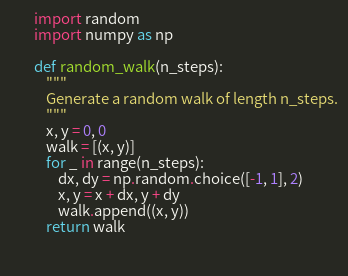 import random
import numpy as np

def random_walk(n_steps):
    """
    Generate a random walk of length n_steps.
    """
    x, y = 0, 0
    walk = [(x, y)]
    for _ in range(n_steps):
        dx, dy = np.random.choice([-1, 1], 2)
        x, y = x + dx, y + dy
        walk.append((x, y))
    return walk